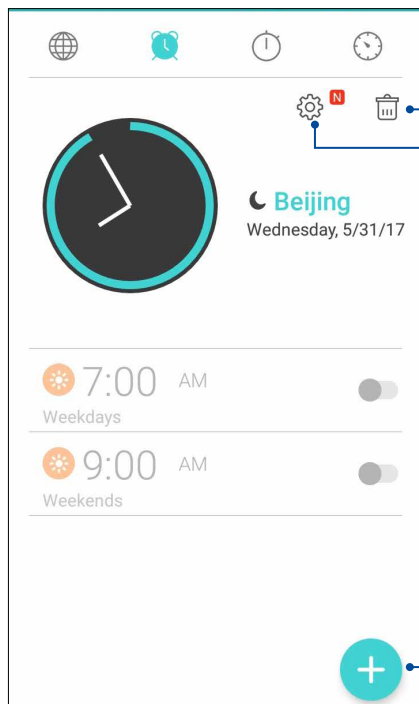 N
Beijing
Wednesday, 5/31/17
7:00 AM
Weekdays
9:00 AM
Weekends